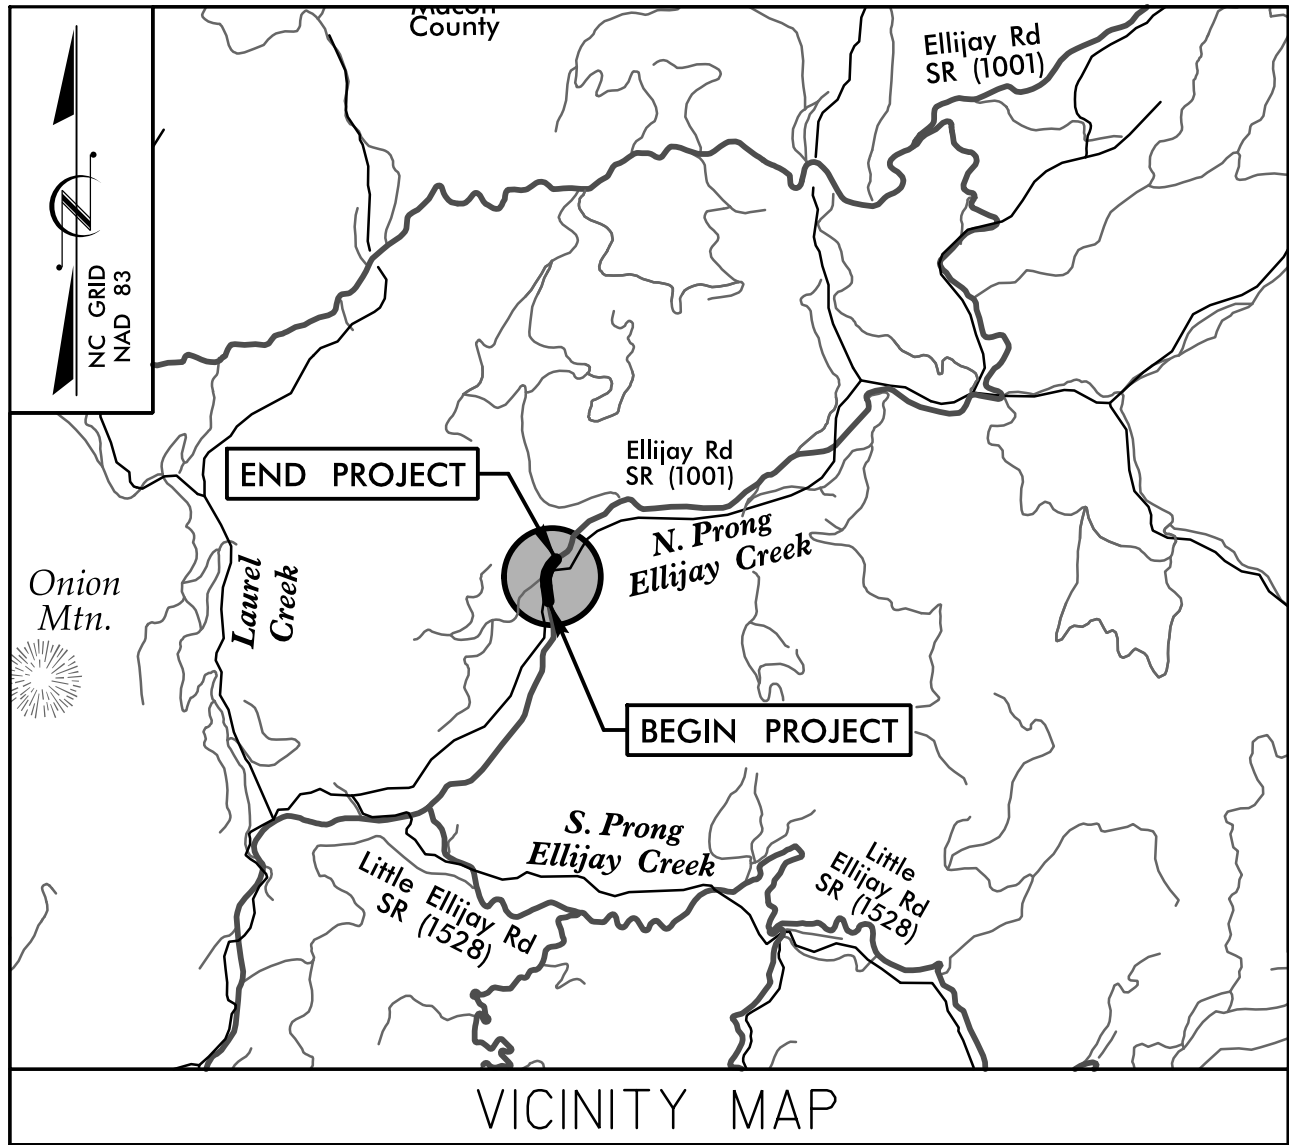 Macon
County
Ellijay Rd
SR (1001)
NC GRID
NAD 83
Ellijay Rd
SR (1001)
END PROJECT
N. Prong
Ellijay Creek
Onion
Mtn.
Laurel
Creek
BEGIN PROJECT
S. Prong
Ellijay Creek
Little
Ellijay Rd
SR (1528)
Little Ellijay Rd
SR (1528)
VICINITY MAP